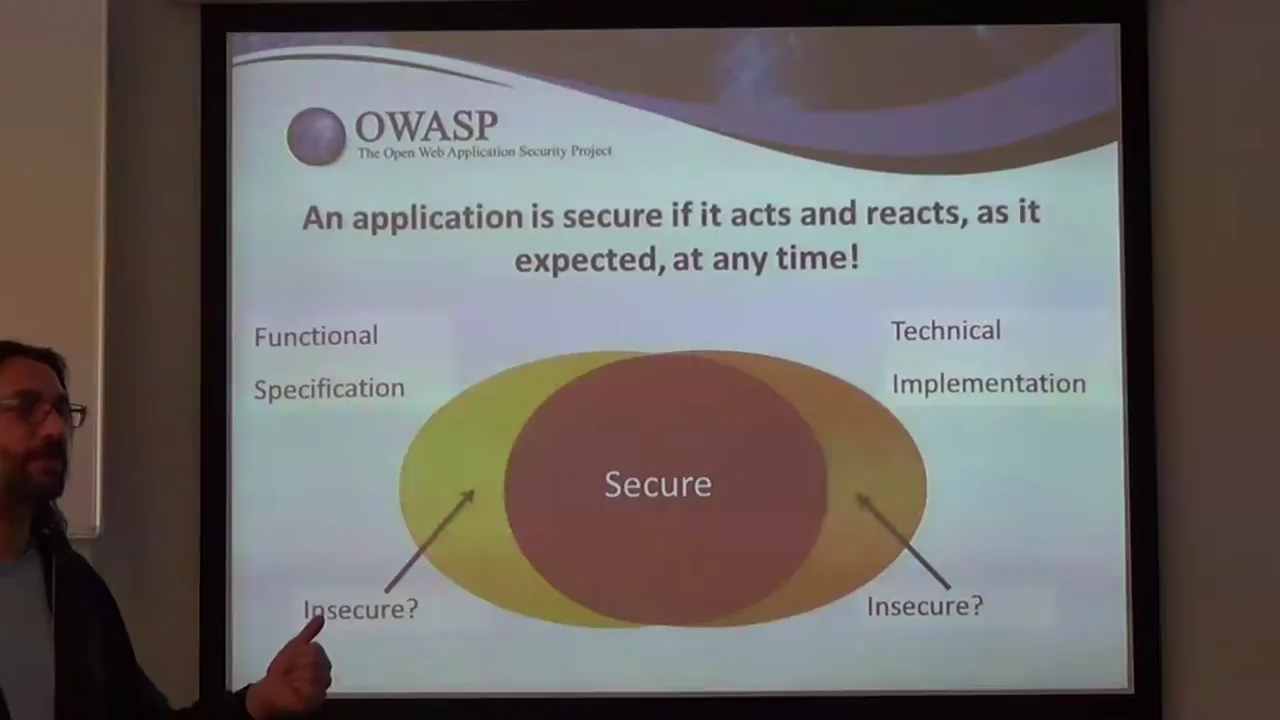 OWASP
The Open Web Application Security Project
An application is secure if it acts and reacts, as it
expected, at any time!
Functional
Specification
Technical
Implementation
Secure
Insecure?
Insecure?